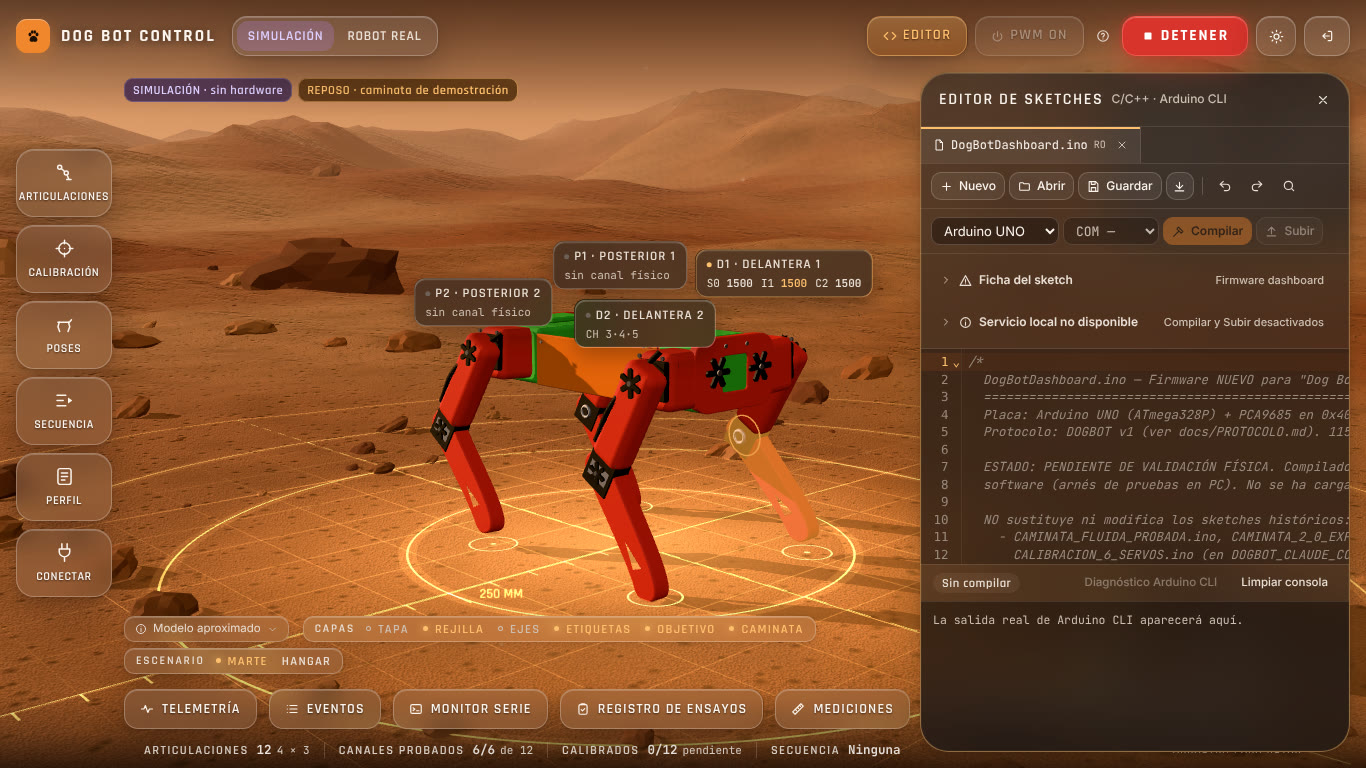 DOG BOT CONTROL
SIMULACIÓN ROBOT REAL
EDITOR
PWM ON
DETENER
SIMULACIÓN · sin hardware
REPOSO · caminata de demostración
ARTICULACIONES
CALIBRACIÓN
POSES
SECUENCIA
PERFIL
CONECTAR
P1 · POSTERIOR 1
sin canal físico
D1 · DELANTERA 1
S0 1500 I1 1500 C2 1500
P2 · POSTERIOR 2
sin canal físico
D2 · DELANTERA 2
CH 3·4·5
250 MM
Modelo aproximado
CAPAS TAPA REJILLA EJES ETIQUETAS OBJETIVO CAMINATA
ESCENARIO MARTE HANGAR
TELEMETRÍA
EVENTOS
MONITOR SERIE
REGISTRO DE ENSAYOS
MEDICIONES
ARTICULACIONES 12 4 × 3 CANALES PROBADOS 6/6 de 12 CALIBRADOS 0/12 pendiente SECUENCIA Ninguna
EDITOR DE SKETCHES C/C++ · Arduino CLI
DogBotDashboard.ino RO
Nuevo Abrir Guardar
Arduino UNO COM — Compilar Subir
Ficha del sketch Firmware dashboard
Servicio local no disponible Compilar y Subir desactivados
1 /*
2 DogBotDashboard.ino — Firmware NUEVO para "Dog Bo
3 =================================================
4 Placa: Arduino UNO (ATmega328P) + PCA9685 en 0x40
5 Protocolo: DOGBOT v1 (ver docs/PROTOCOLO.md). 115
6
7 ESTADO: PENDIENTE DE VALIDACIÓN FÍSICA. Compilado
8 software (arnés de pruebas en PC). No se ha carga
9
10 NO sustituye ni modifica los sketches históricos:
11 - CAMINATA_FLUIDA_PROBADA.ino, CAMINATA_2_0_EXP
12 CALIBRACION_6_SERVOS.ino (en DOGBOT_CLAUDE_CO
Sin compilar Diagnóstico Arduino CLI Limpiar consola
La salida real de Arduino CLI aparecerá aquí.